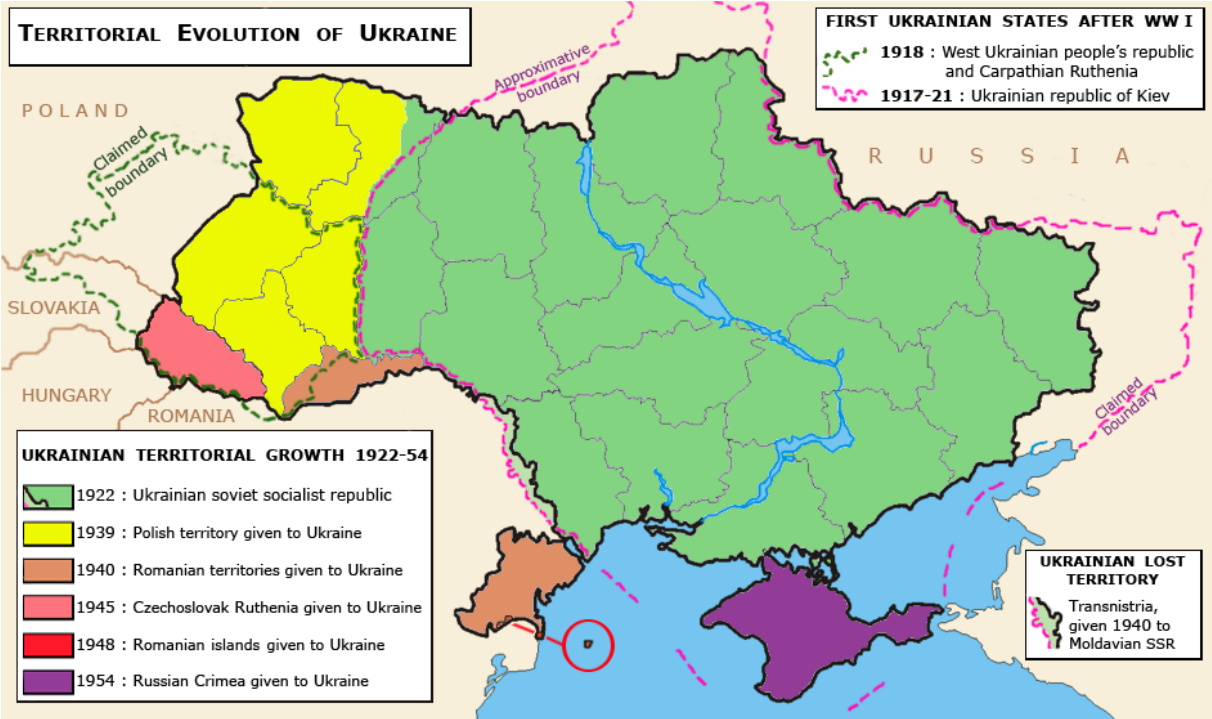 TERRITORIAL EVOLUTION OF UKRAINE
FIRST UKRAINIAN STATES AFTER WW I
1918 : West Ukrainian people's republic
and Carpathian Ruthenia
1917-21 : Ukrainian republic of Kiev
Approximative
boundary
POLAND
Claimed
boundary
RUSSIA
SLOVAKIA
HUNGARY
ROMANIA
Claimed
boundary
UKRAINIAN TERRITORIAL GROWTH 1922-54
1922 : Ukrainian soviet socialist republic
1939 : Polish territory given to Ukraine
1940 : Romanian territories given to Ukraine
1945 : Czechoslovak Ruthenia given to Ukraine
1948 : Romanian islands given to Ukraine
1954 : Russian Crimea given to Ukraine
UKRAINIAN LOST
TERRITORY
Transnistria,
given 1940 to
Moldavian SSR